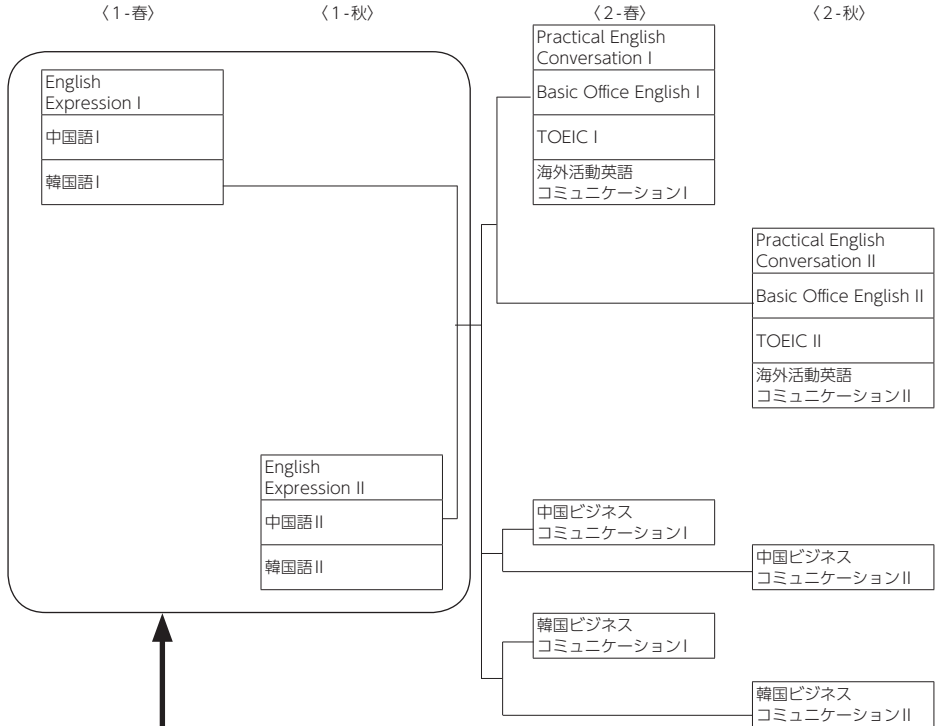 〈1-春〉
〈1-秋〉
〈2-春〉
〈2-秋〉
English
Expression I
中国語I
韓国語I
English
Expression II
中国語II
韓国語II
Practical English
Conversation I
Basic Office English I
TOEIC I
海外活動英語
コミュニケーションI
Practical English
Conversation II
Basic Office English II
TOEIC II
海外活動英語
コミュニケーションII
中国ビジネス
コミュニケーションI
中国ビジネス
コミュニケーションII
韓国ビジネス
コミュニケーションI
韓国ビジネス
コミュニケーションII